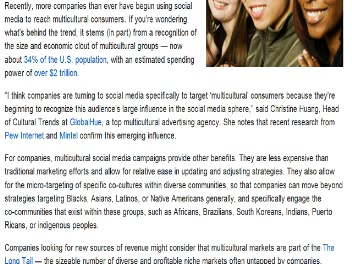 Recently, more companies than ever have begun using social
media to reach multicultural consumers. If you're wondering
what's behind the trend, it stems (in part) from a recognition of
the size and economic clout of multicultural groups — now
about 34% of the U.S. population, with an estimated spending
power of over $2 trillion.
"I think companies are turning to social media specifically to target 'multicultural' consumers because they're
beginning to recognize this audience's large influence in the social media sphere," said Christine Huang, Head
of Cultural Trends at GlobalHue, a top multicultural advertising agency. She notes that recent research from
Pew Internet and Mintel confirm this emerging influence.
For companies, multicultural social media campaigns provide other benefits. They are less expensive than
traditional marketing efforts and allow for relative ease in updating and adjusting strategies. They also allow
for the micro-targeting of specific co-cultures within diverse communities, so that companies can move beyond
strategies targeting Blacks, Asians, Latinos, or Native Americans generally, and specifically engage the
co-communities that exist within these groups, such as Africans, Brazilians, South Koreans, Indians, Puerto
Ricans, or indigenous peoples.
Companies looking for new sources of revenue might consider that multicultural markets are part of the The
Long Tail — the sizeable number of diverse and profitable niche markets often untapped by companies.